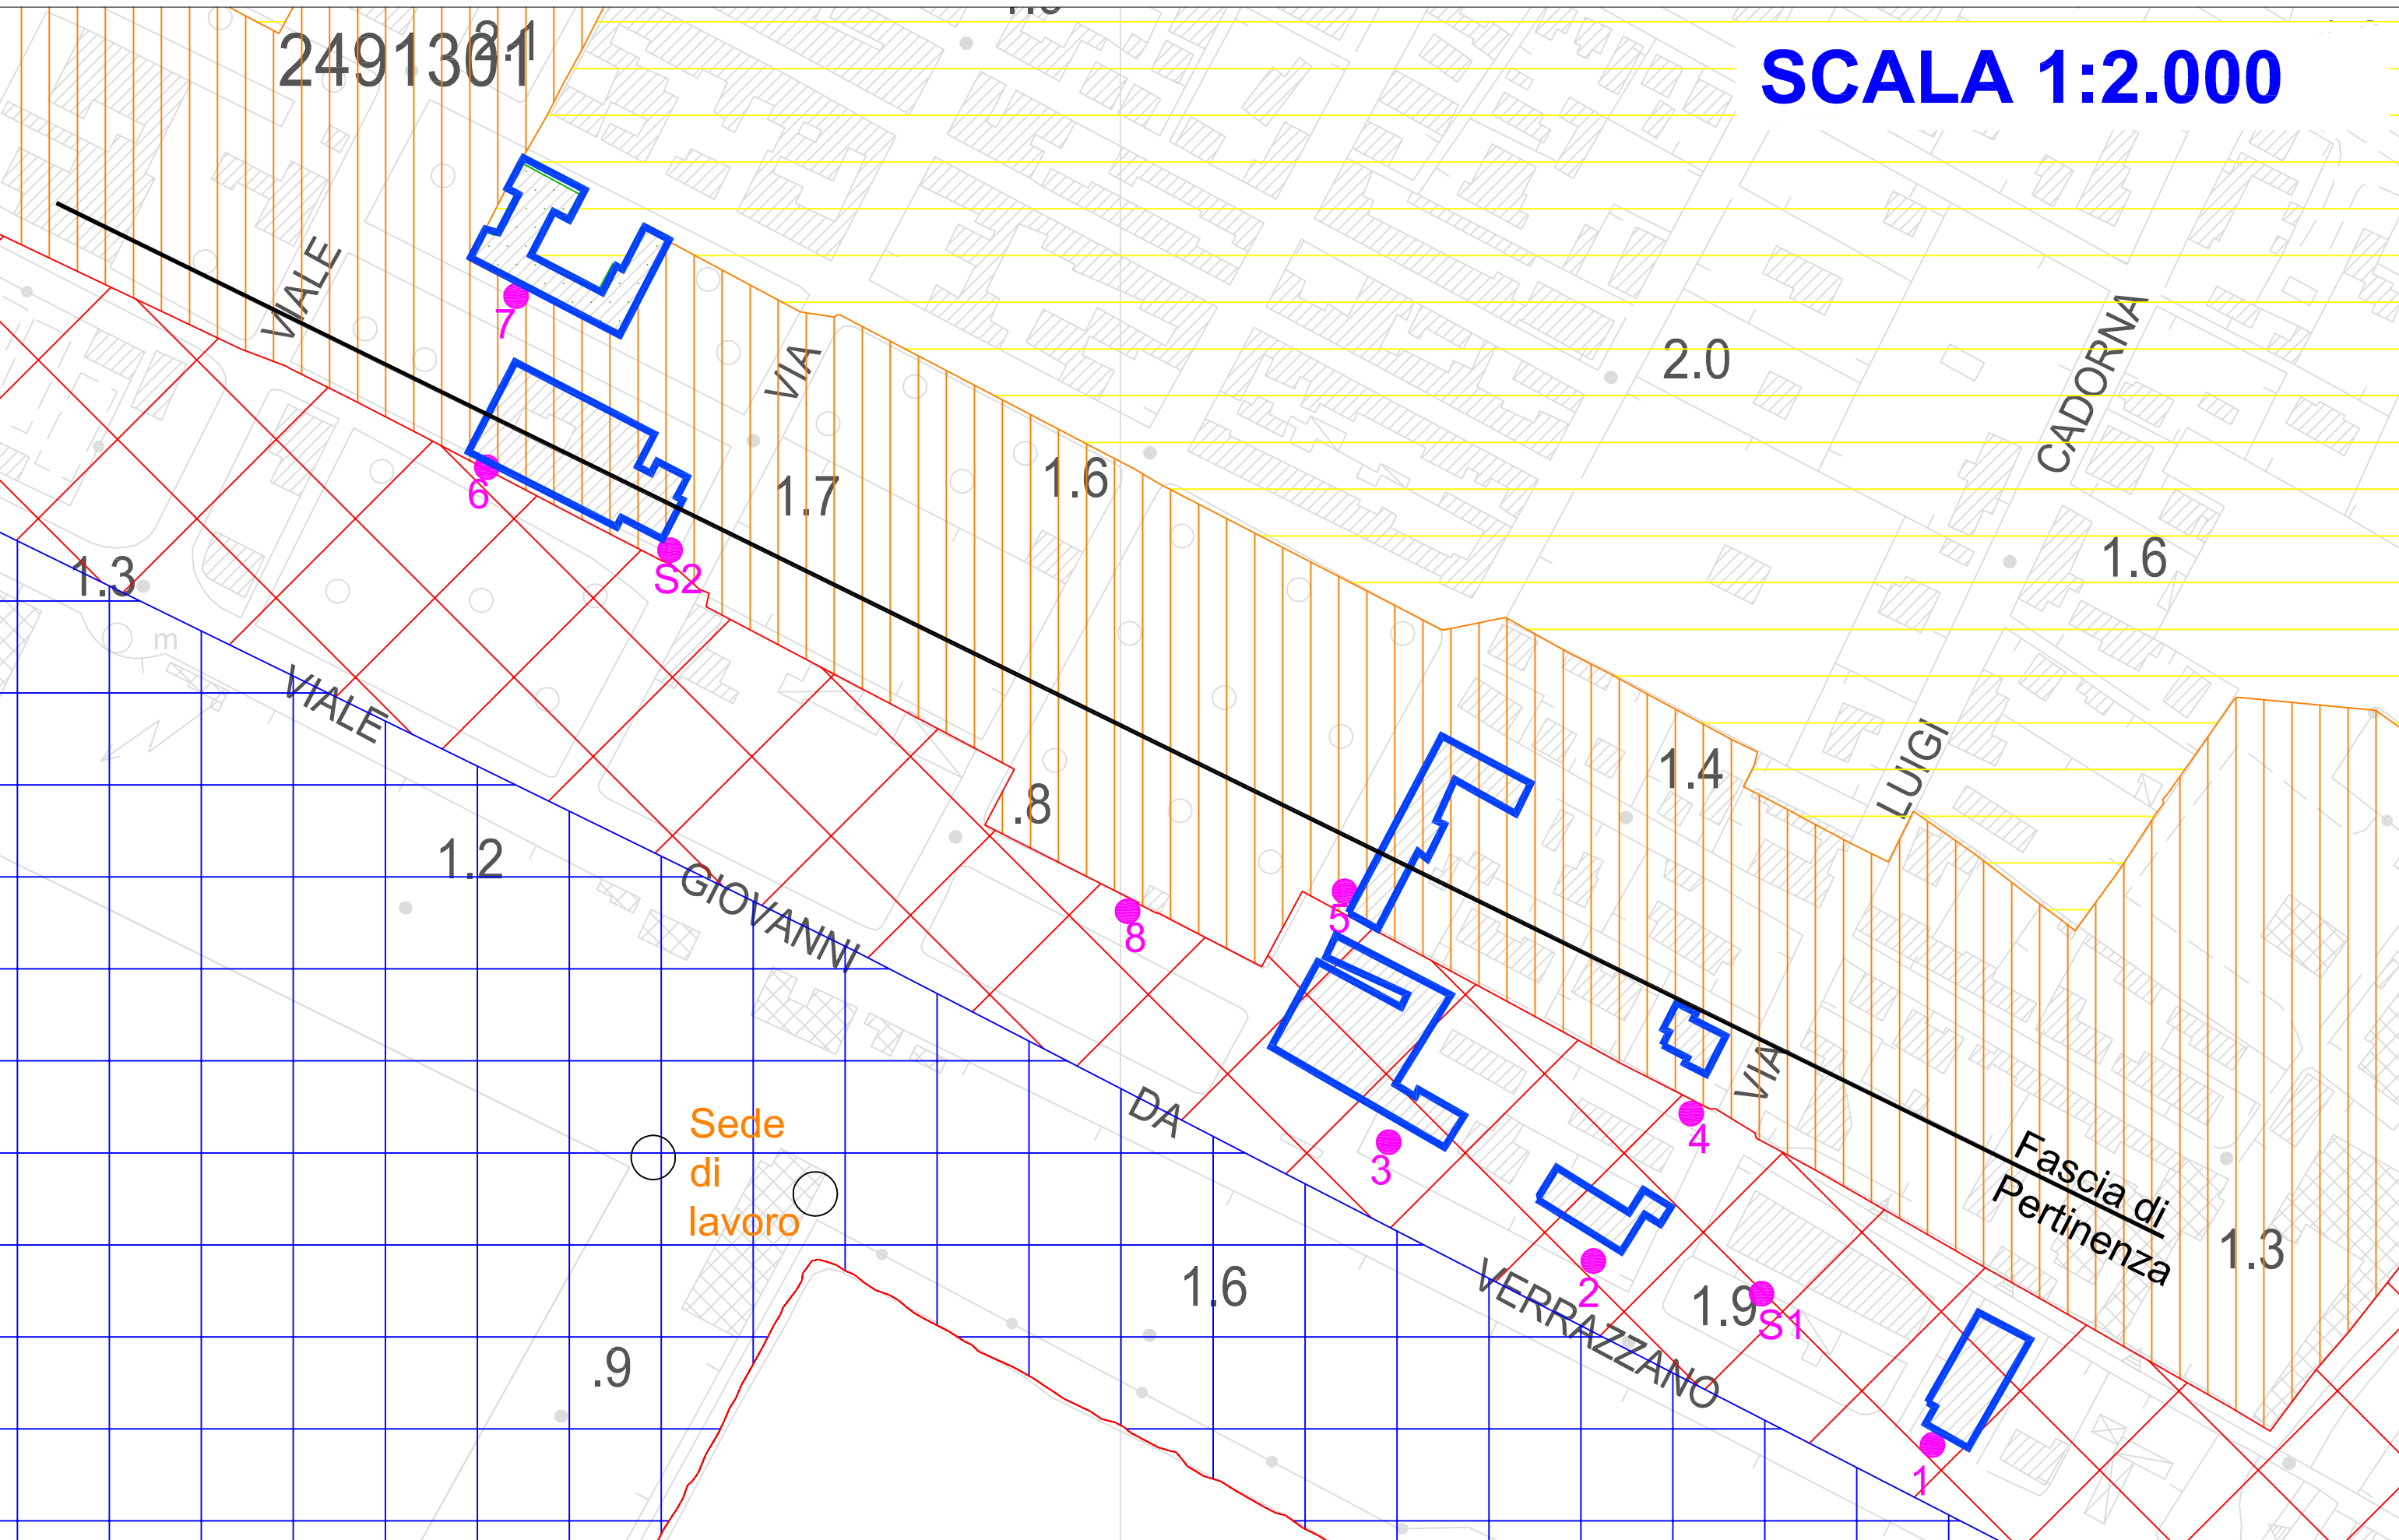 2491301
2.1
SCALA 1:2.000
VIALE
7
VIA
2.0
CADORNA
6
1.7
1.6
S2
1.3
1.6
m
VIALE
1.4
LUIGI
.8
1.2
GIOVANNI
5
8
DA
VIA
4
3
Sede
di
lavoro
Fascia di
Pertinenza
1.3
1.6
2
VERRAZZANO
1.9
S1
.9
1